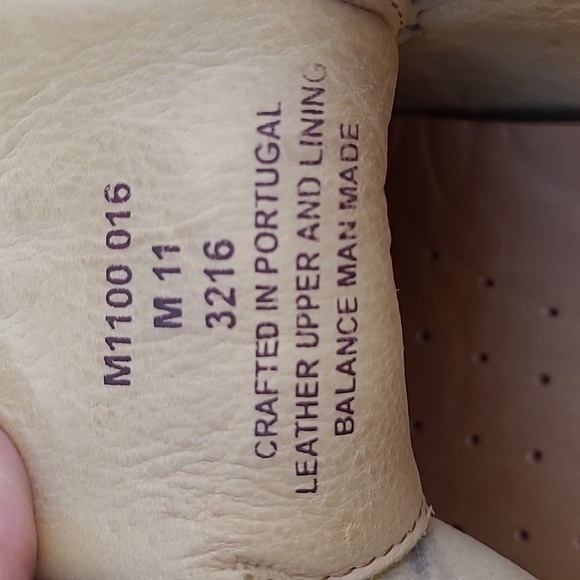 M1100 016
M 11
3216
CRAFTED IN PORTUGAL
LEATHER UPPER AND LINING
BALANCE MAN MADE